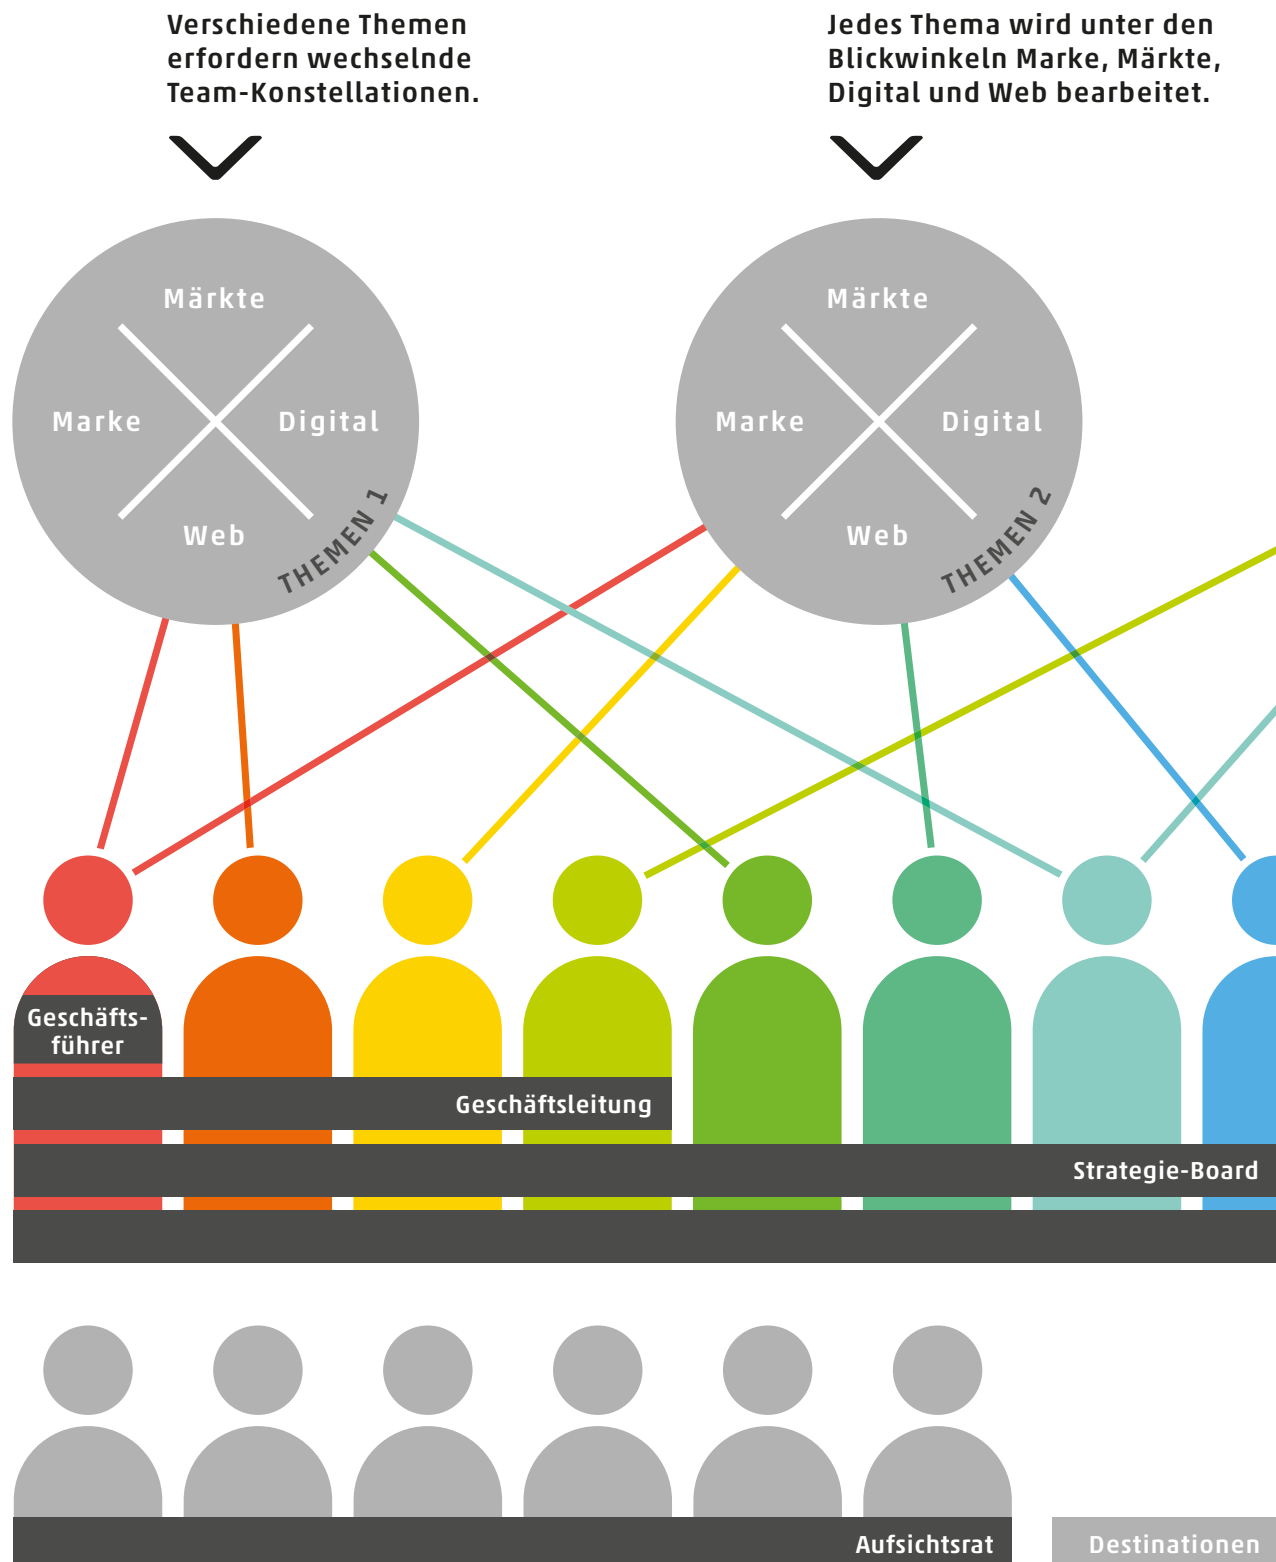 Verschiedene Themen
erfordern wechselnde
Team-Konstellationen.
Jedes Thema wird unter den
Blickwinkeln Marke, Märkte,
Digital und Web bearbeitet.
Märkte
Marke
Digital
Web
THEMEN 1
Märkte
Marke
Digital
Web
THEMEN 2
Geschäfts-
führer
Geschäftsleitung
Strategie-Board
Aufsichtsrat
Destinationen